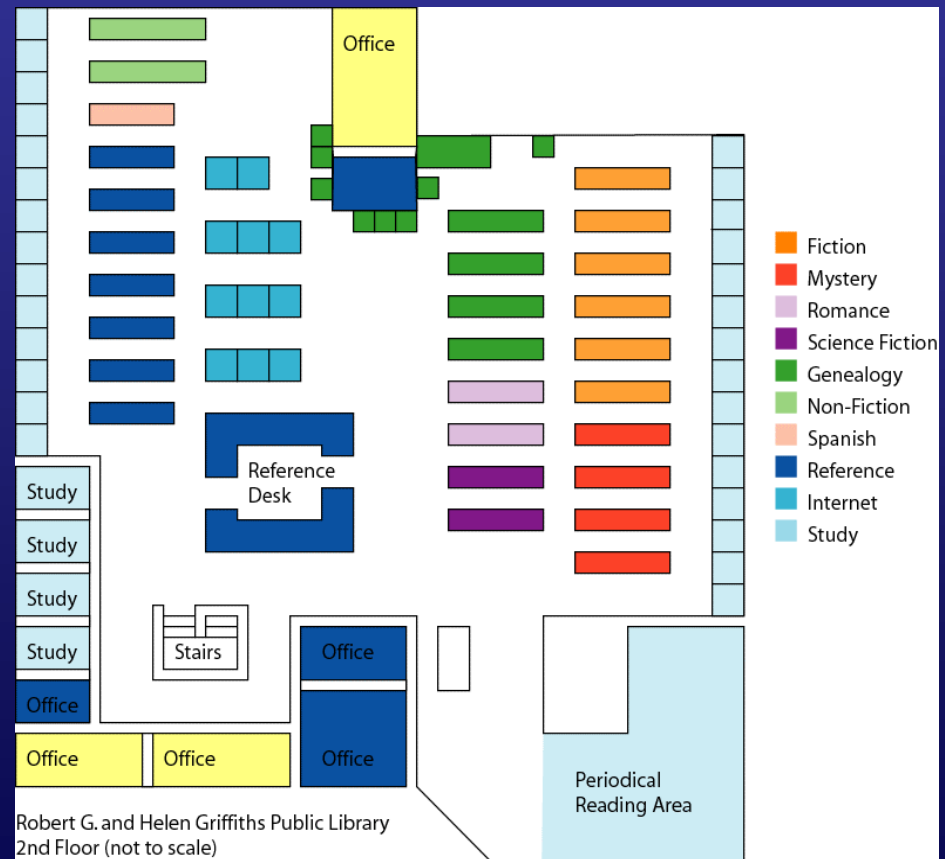 Office
Fiction
Mystery
Romance
Science Fiction
Genealogy
Non-Fiction
Spanish
Reference
Internet
Study
Reference
Desk
Study
Study
Study
Study
Stairs
Office
Office
Office
Office
Office
Periodical
Reading Area
Robert G. and Helen Griffiths Public Library
2nd Floor (not to scale)